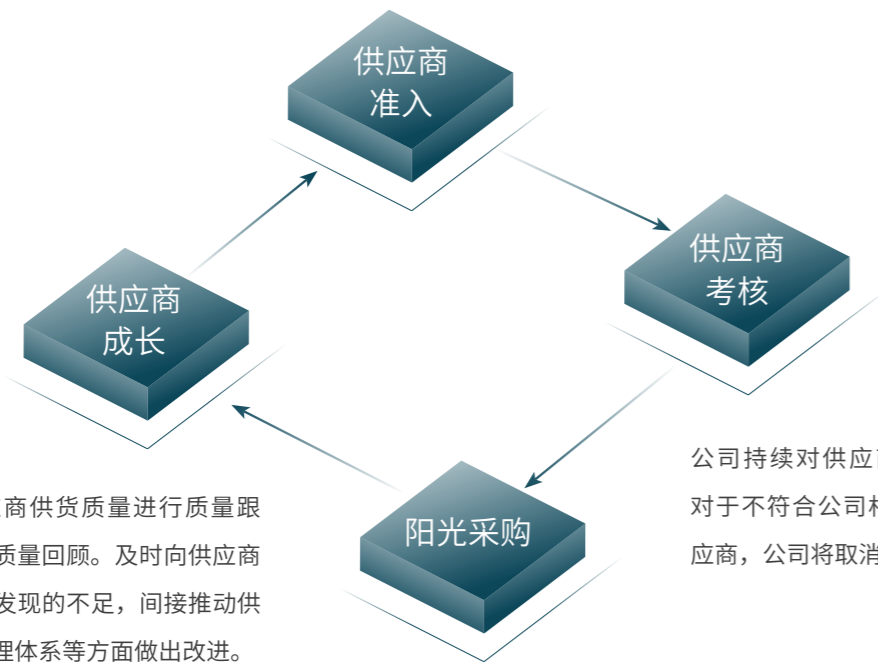 供应商
准入
供应商
考核
供应商
成长
阳光采购
商供货质量进行质量跟
质量回顾。及时向供应商
发现的不足，间接推动供
理体系等方面做出改进。
公司持续对供应
对于不符合公司
应商，公司将取消